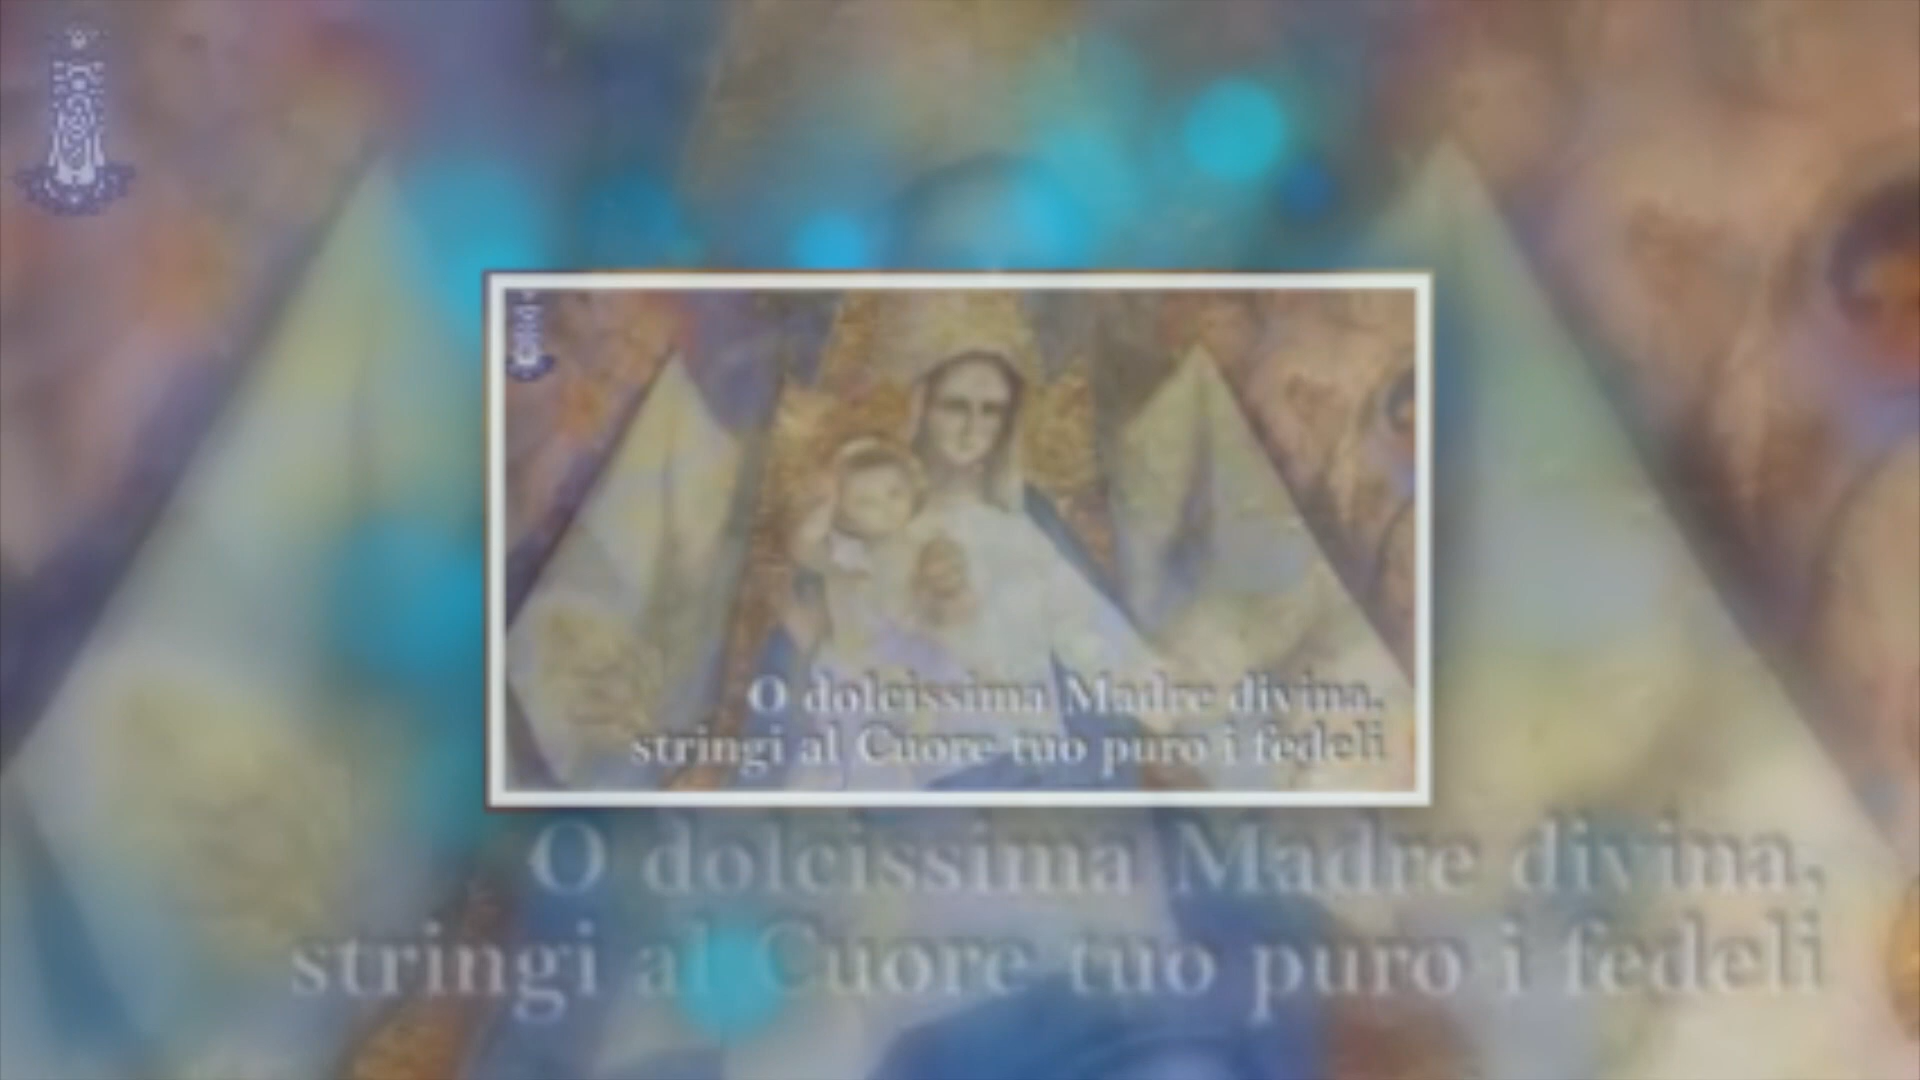 O dolcissima Madre divina,
stringi al Cuore tuo puro i fedeli
O dolcissima Madre divina,
stringi al Cuore tuo puro i fedeli